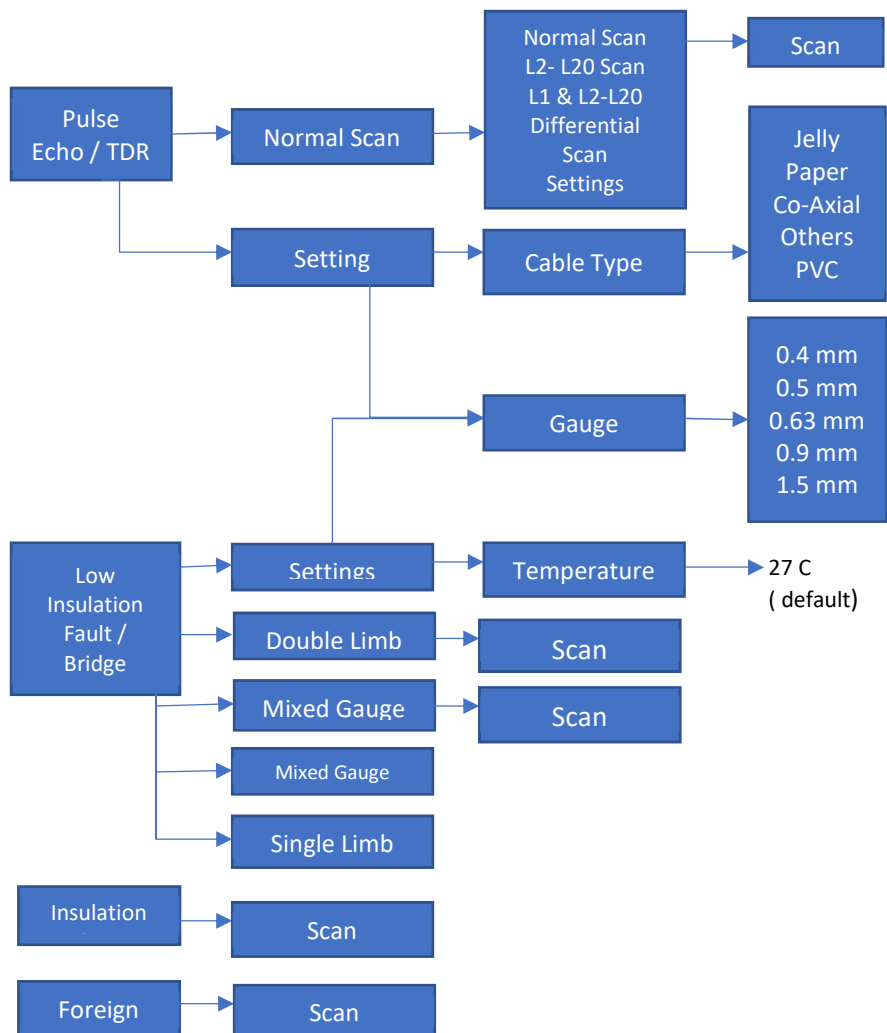 Pulse
Echo / TDR
Normal Scan
Normal Scan
L2- L20 Scan
L1 & L2-L20
Differential
Scan
Settings
Scan
Setting
Cable Type
Jelly
Paper
Co-Axial
Others
PVC
Gauge
0.4 mm
0.5 mm
0.63 mm
0.9 mm
1.5 mm
Low
Insulation
Fault /
Bridge
Settings
Temperature
27 C
( default)
Double Limb
Scan
Mixed Gauge
Scan
Mixed Gauge
Single Limb
Insulation
Scan
Foreign
Scan